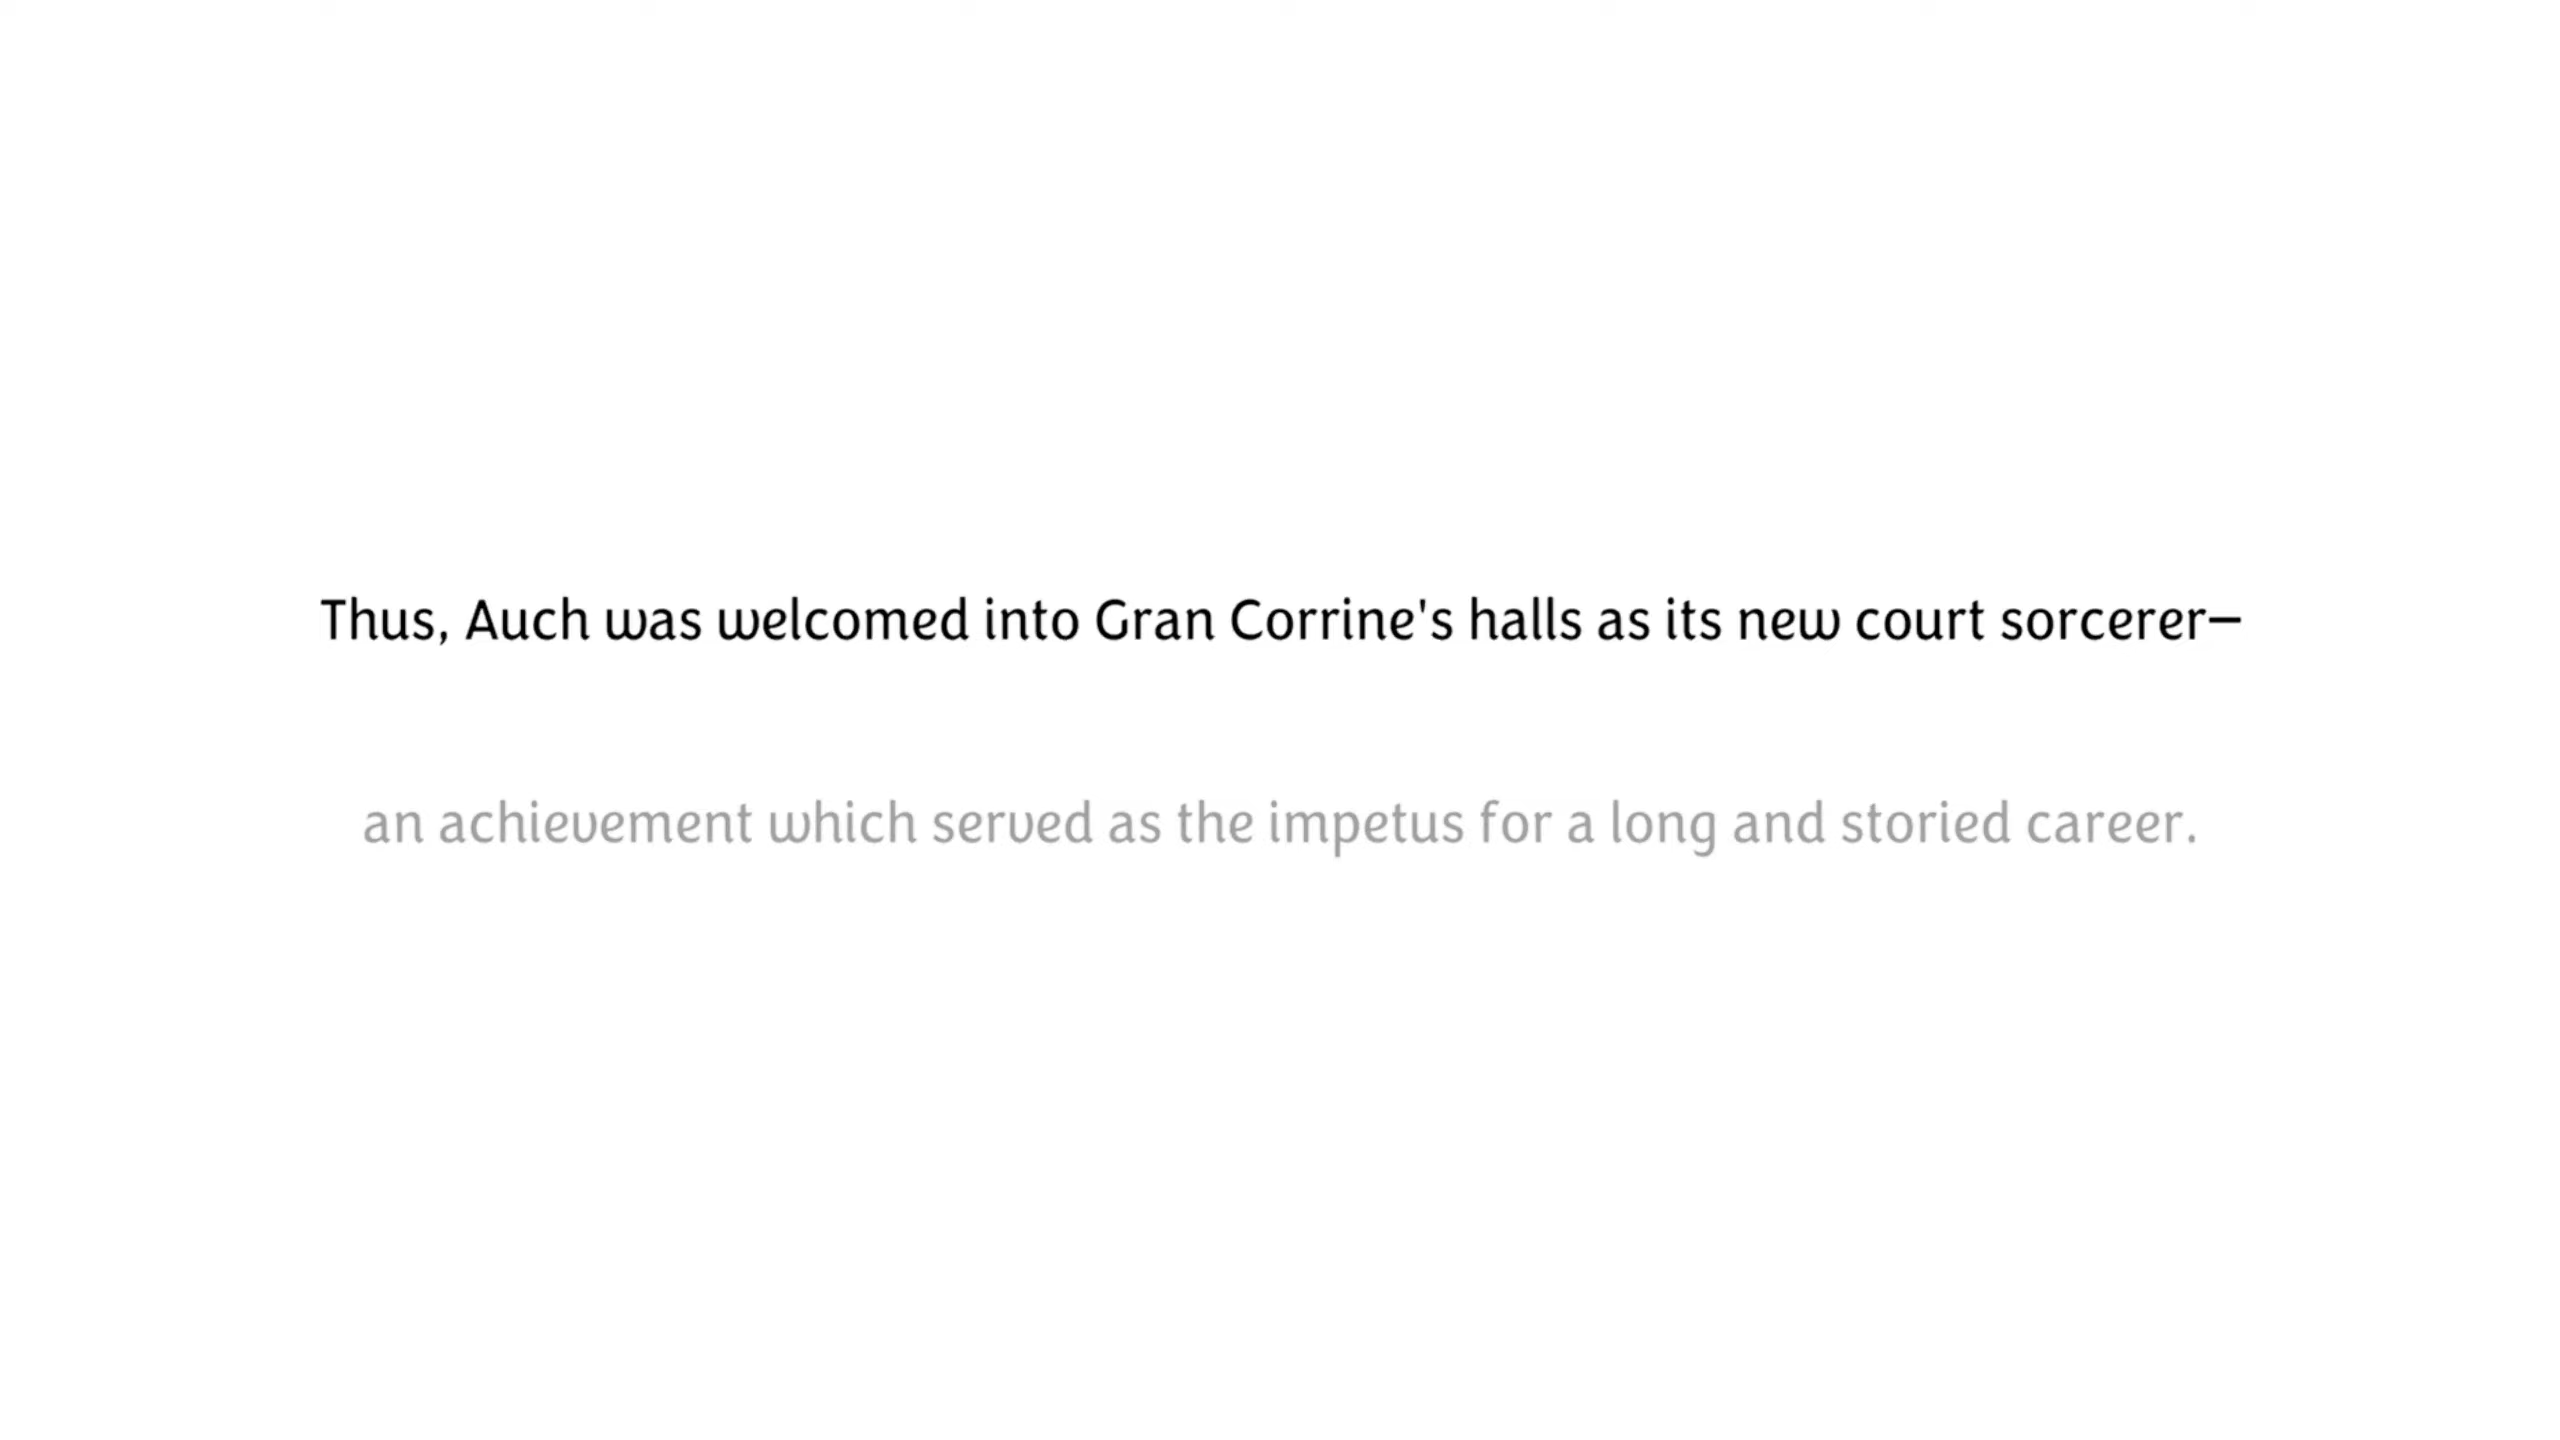 Thus, Auch was welcomed into Gran Corrine's halls as its new court sorcerer—
an achievement which served as the impetus for a long and storied career.